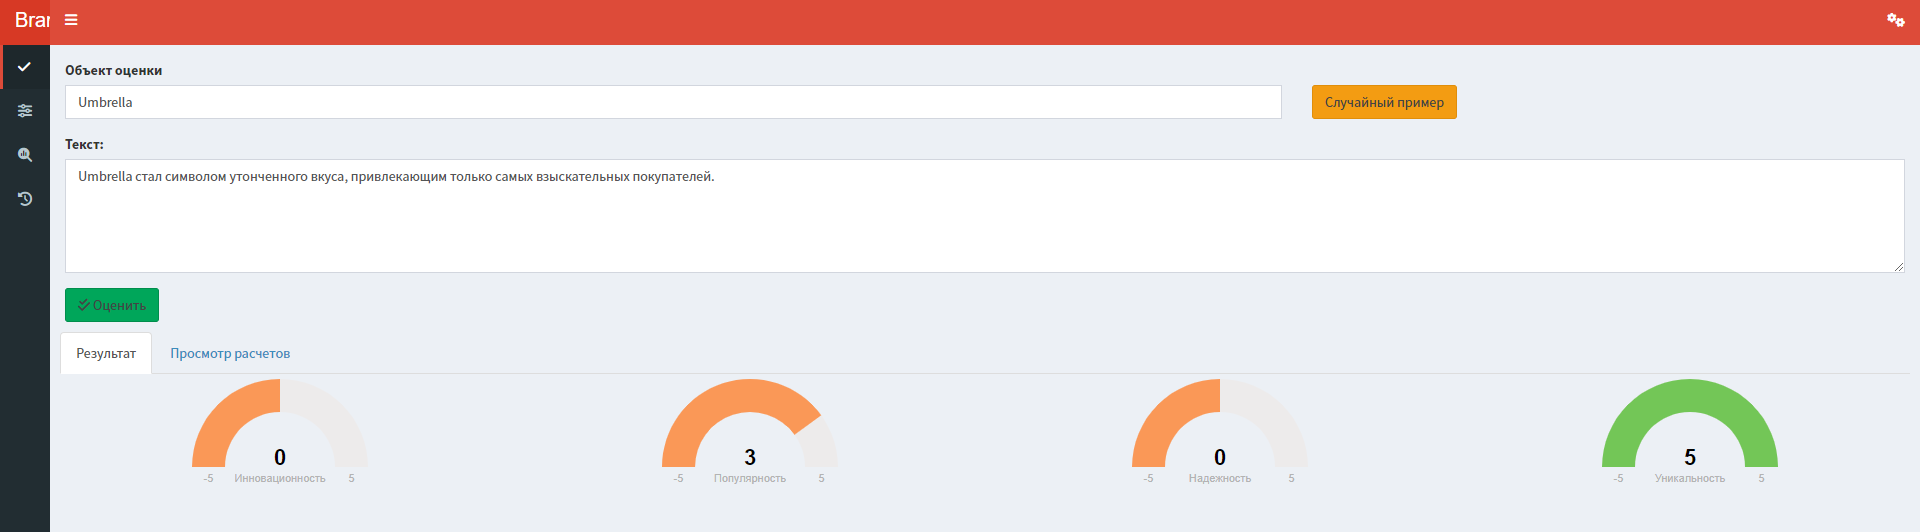 Bran
Объект оценки
Umbrella
Случайный пример
Текст:
Umbrella стал символом утонченного вкуса, привлекающим только самых взыскательных покупателей.
Оценить
Результат Просмотр расчетов
0 3 0 5
-5 Инновационность 5 -5 Популярность 5 -5 Надежность 5 -5 Уникальность 5